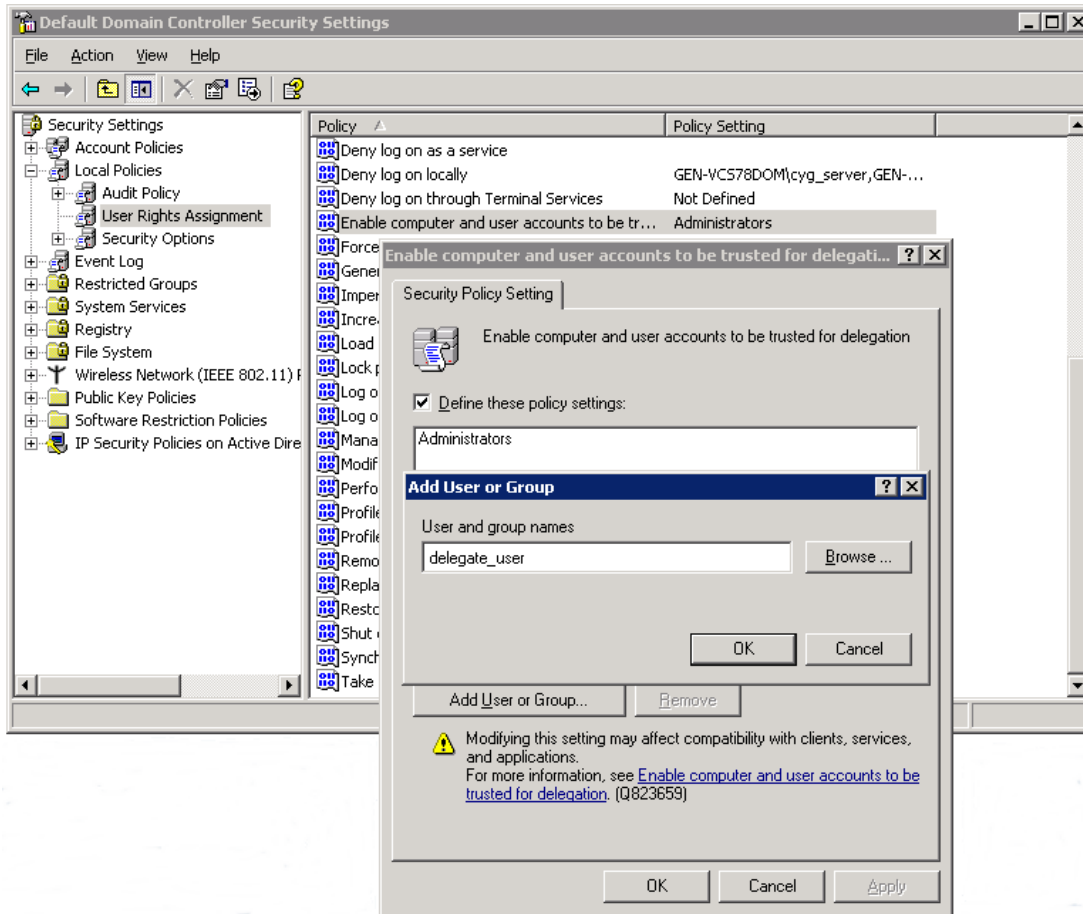 Default Domain Controller Security Settings
File Action View Help
Security Settings
Account Policies
Local Policies
Audit Policy
User Rights Assignment
Security Options
Event Log
Restricted Groups
System Services
Registry
File System
Wireless Network (IEEE 802.11) P
Public Key Policies
Software Restriction Policies
IP Security Policies on Active Dire
Policy Policy Setting
Deny log on as a service
Deny log on locally GEN-VCS78DOM\cyg_server,GEN-...
Deny log on through Terminal Services Not Defined
Enable computer and user accounts to be tr... Administrators
Force
Gener
Imper
Increa
Load
Lock p
Log o
Log o
Mana
Modif
Perfo
Profile
Profile
Remo
Repla
Resto
Shut
Synch
Take
Enable computer and user accounts to be trusted for delegati...
Security Policy Setting
Enable computer and user accounts to be trusted for delegation
Define these policy settings:
Administrators
Add User or Group
User and group names
delegate_user
Browse ...
OK Cancel
Add User or Group... Remove
Modifying this setting may affect compatibility with clients, services,
and applications.
For more information, see Enable computer and user accounts to be
trusted for delegation. (Q823659)
OK Cancel Apply